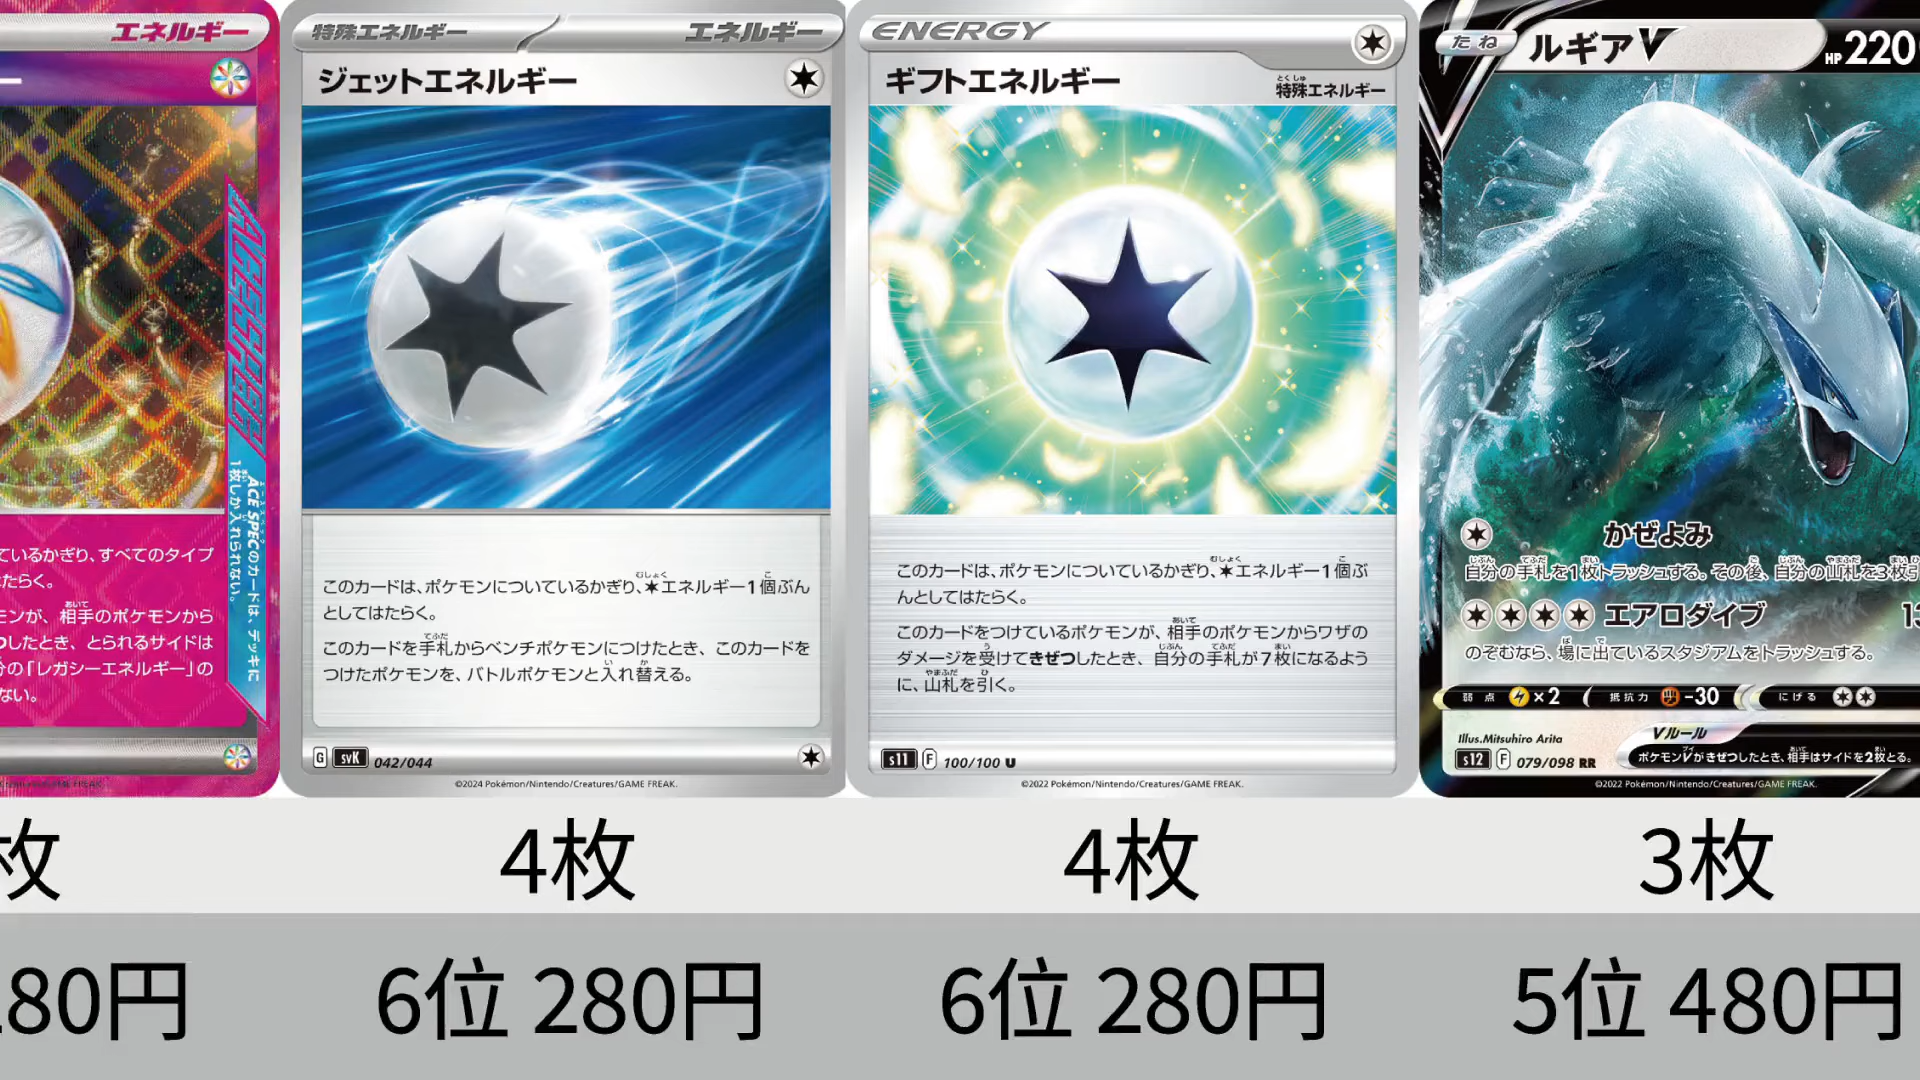 エネルギー
ー
ACE SPEC
ACE SPECのカードは、デッキに
1枚しか入れられない。
ているかぎり、すべてのタイプ
たらく。
モンが、相手のポケモンから
つしたとき、とられるサイドは
分の「レガシーエネルギー」の
ない。
枚
80円
特殊エネルギー エネルギー
ジェットエネルギー
このカードは、ポケモンについているかぎり、エネルギー1個ぶん
としてはたらく。
このカードを手札からベンチポケモンにつけたとき、このカードを
つけたポケモンを、バトルポケモンと入れ替える。
G svK 042/044
©2024 Pokémon/Nintendo/Creatures/GAME FREAK.
4枚
6位 280円
ENERGY
ギフトエネルギー
特殊エネルギー
このカードは、ポケモンについているかぎり、エネルギー1個ぶ
んとしてはたらく。
このカードをつけているポケモンが、相手のポケモンからワザの
ダメージを受けてきぜつしたとき、自分の手札が7枚になるよう
に、山札を引く。
s11 F 100/100 U
©2022 Pokémon/Nintendo/Creatures/GAME FREAK.
4枚
6位 280円
たね ルギアV HP 220
かぜよみ
自分の手札を1枚トラッシュする。その後、自分の山札を3枚引
エアロダイブ 13
のぞむなら、場に出ているスタジアムをトラッシュする。
弱点 ×2 抵抗力 -30 にげる
Illus.Mitsuhiro Arita
Vルール
ポケモンVがきぜつしたとき、相手はサイドを2枚とる。
s12 F 079/098 RR
©2022 Pokémon/Nintendo/Creatures/GAME FREAK.
3枚
5位 480円